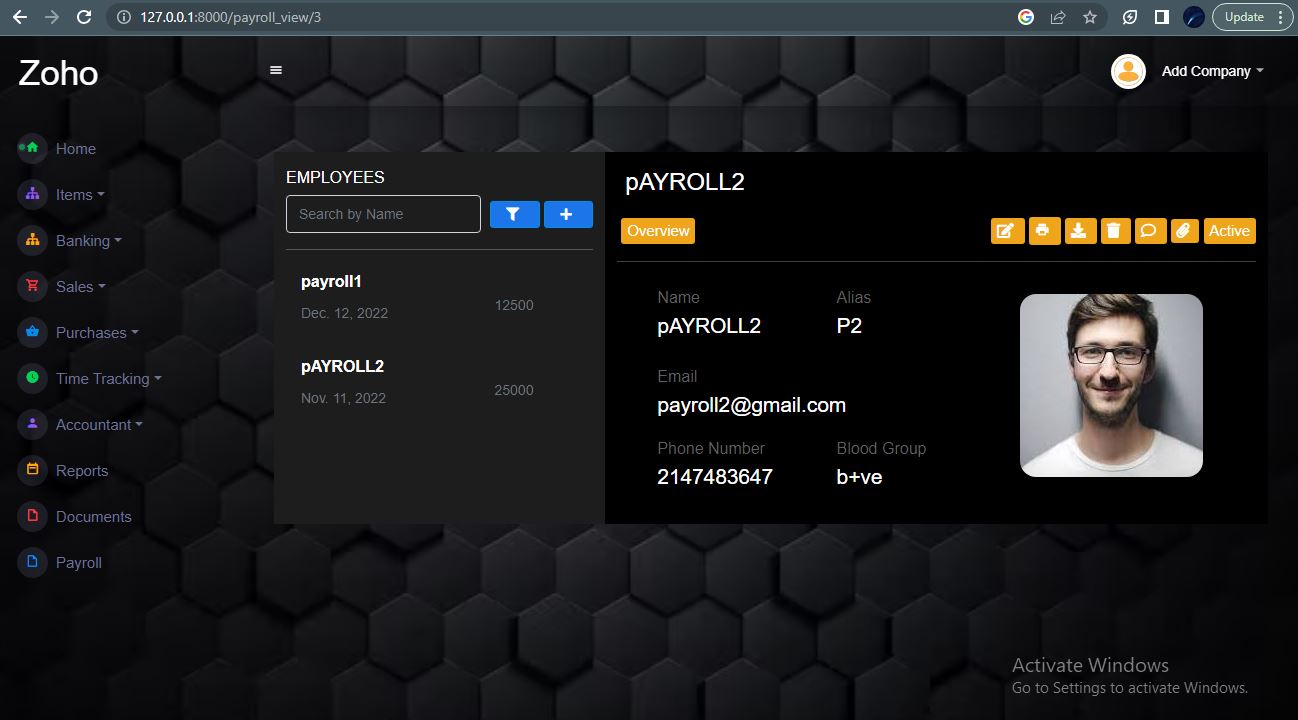 127.0.0.1:8000/payroll_view/3
Update
Zoho
Add Company
Home
Items
Banking
Sales
Purchases
Time Tracking
Accountant
Reports
Documents
Payroll
EMPLOYEES
Search by Name
payroll1
Dec. 12, 2022
12500
pAYROLL2
Nov. 11, 2022
25000
pAYROLL2
Overview
Active
Name
Alias
pAYROLL2
P2
Email
payroll2@gmail.com
Phone Number
Blood Group
2147483647
b+ve
Activate Windows
Go to Settings to activate Windows.